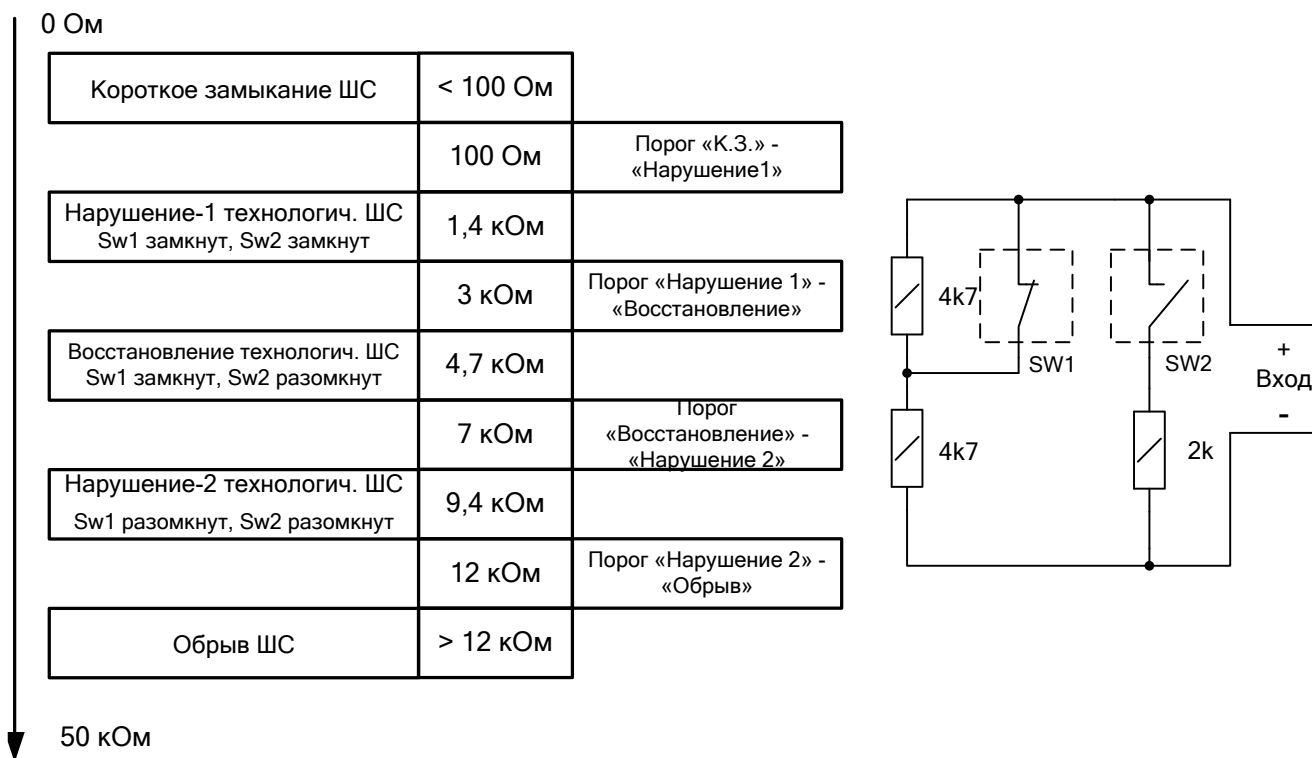 0 Ом
Короткое замыкание ШС
< 100 Ом
100 Ом
Порог «К.З.» -
«Нарушение1»
Нарушение-1 технологич. ШС
Sw1 замкнут, Sw2 замкнут
1,4 кОм
3 кОм
Порог «Нарушение 1» -
«Восстановление»
Восстановление технологич. ШС
Sw1 замкнут, Sw2 разомкнут
4,7 кОм
7 кОм
Порог
«Восстановление» -
«Нарушение 2»
Нарушение-2 технологич. ШС
Sw1 разомкнут, Sw2 разомкнут
9,4 кОм
12 кОм
Порог «Нарушение 2» -
«Обрыв»
Обрыв ШС
> 12 кОм
50 кОм
4k7
SW1
SW2
+
Вход
-
4k7
2k